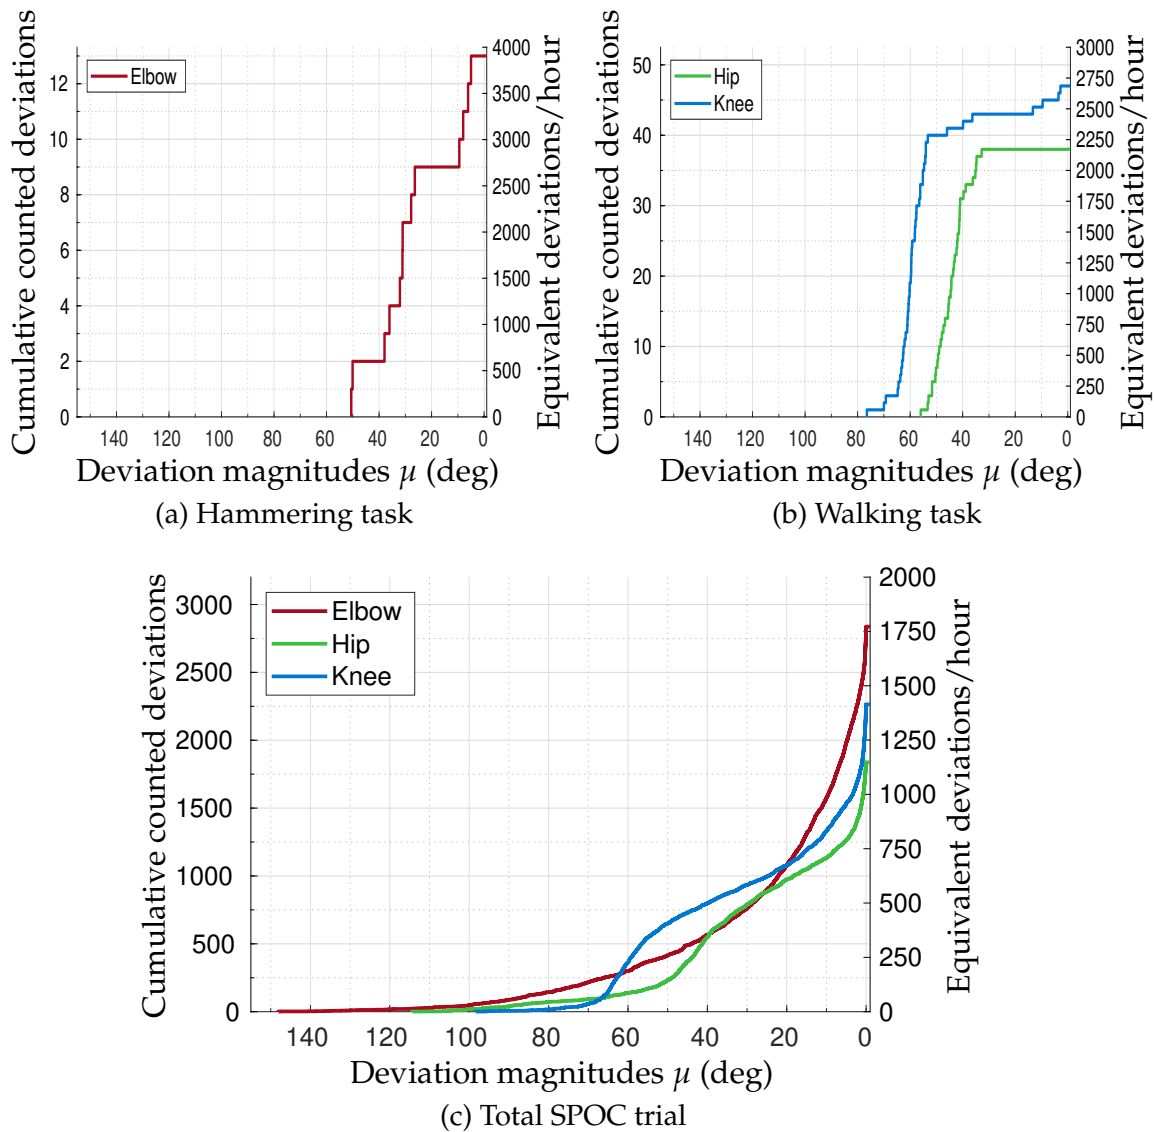 Cumulative counted deviations
12
10
8
6
4
2
0
Elbow
4000
3500
3000
2500
2000
1500
1000
500
0
Equivalent deviations/hour
140 120 100 80 60 40 20 0
Deviation magnitudes μ (deg)
(a) Hammering task
Cumulative counted deviations
50
40
30
20
10
0
Hip
Knee
3000
2750
2500
2250
2000
1750
1500
1250
1000
750
500
250
0
Equivalent deviations/hour
140 120 100 80 60 40 20 0
Deviation magnitudes μ (deg)
(b) Walking task
Cumulative counted deviations
3000
2500
2000
1500
1000
500
0
Elbow
Hip
Knee
2000
1750
1500
1250
1000
750
500
250
0
Equivalent deviations/hour
140 120 100 80 60 40 20 0
Deviation magnitudes μ (deg)
(c) Total SPOC trial